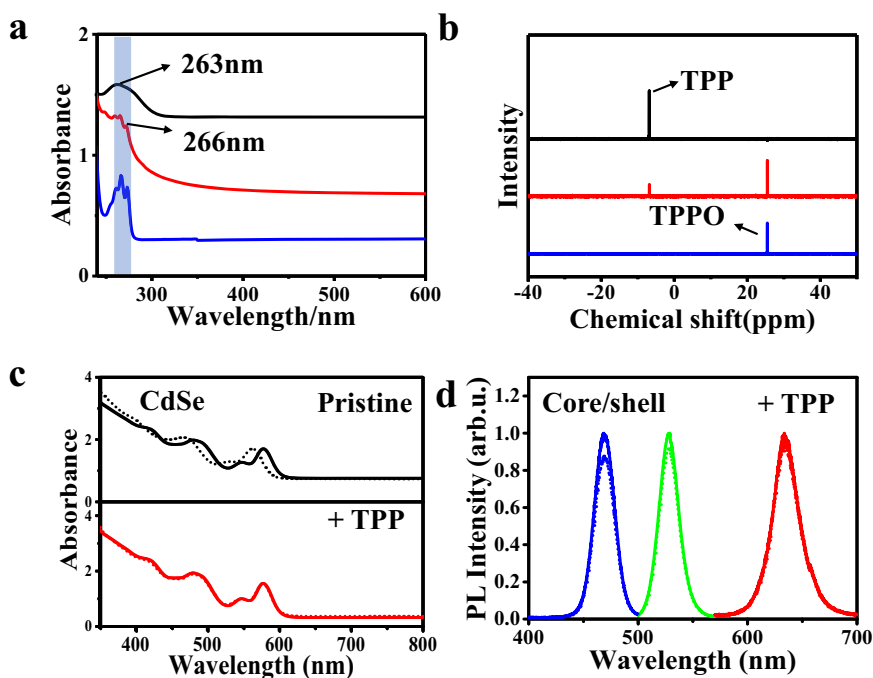 a
2
1
0
Absorbance
263nm
266nm
300
400
500
600
Wavelength/nm
b
Intensity
TPP
TPPO
-40
-20
0
20
40
Chemical shift(ppm)
c
4
2
0
CdSe
Pristine
4
2
0
+ TPP
Absorbance
400
500
600
700
800
Wavelength (nm)
d
1.2
1.0
0.8
0.6
0.4
0.2
0.0
PL Intensity (arb.u.)
Core/shell
+ TPP
400
500
600
700
Wavelength (nm)